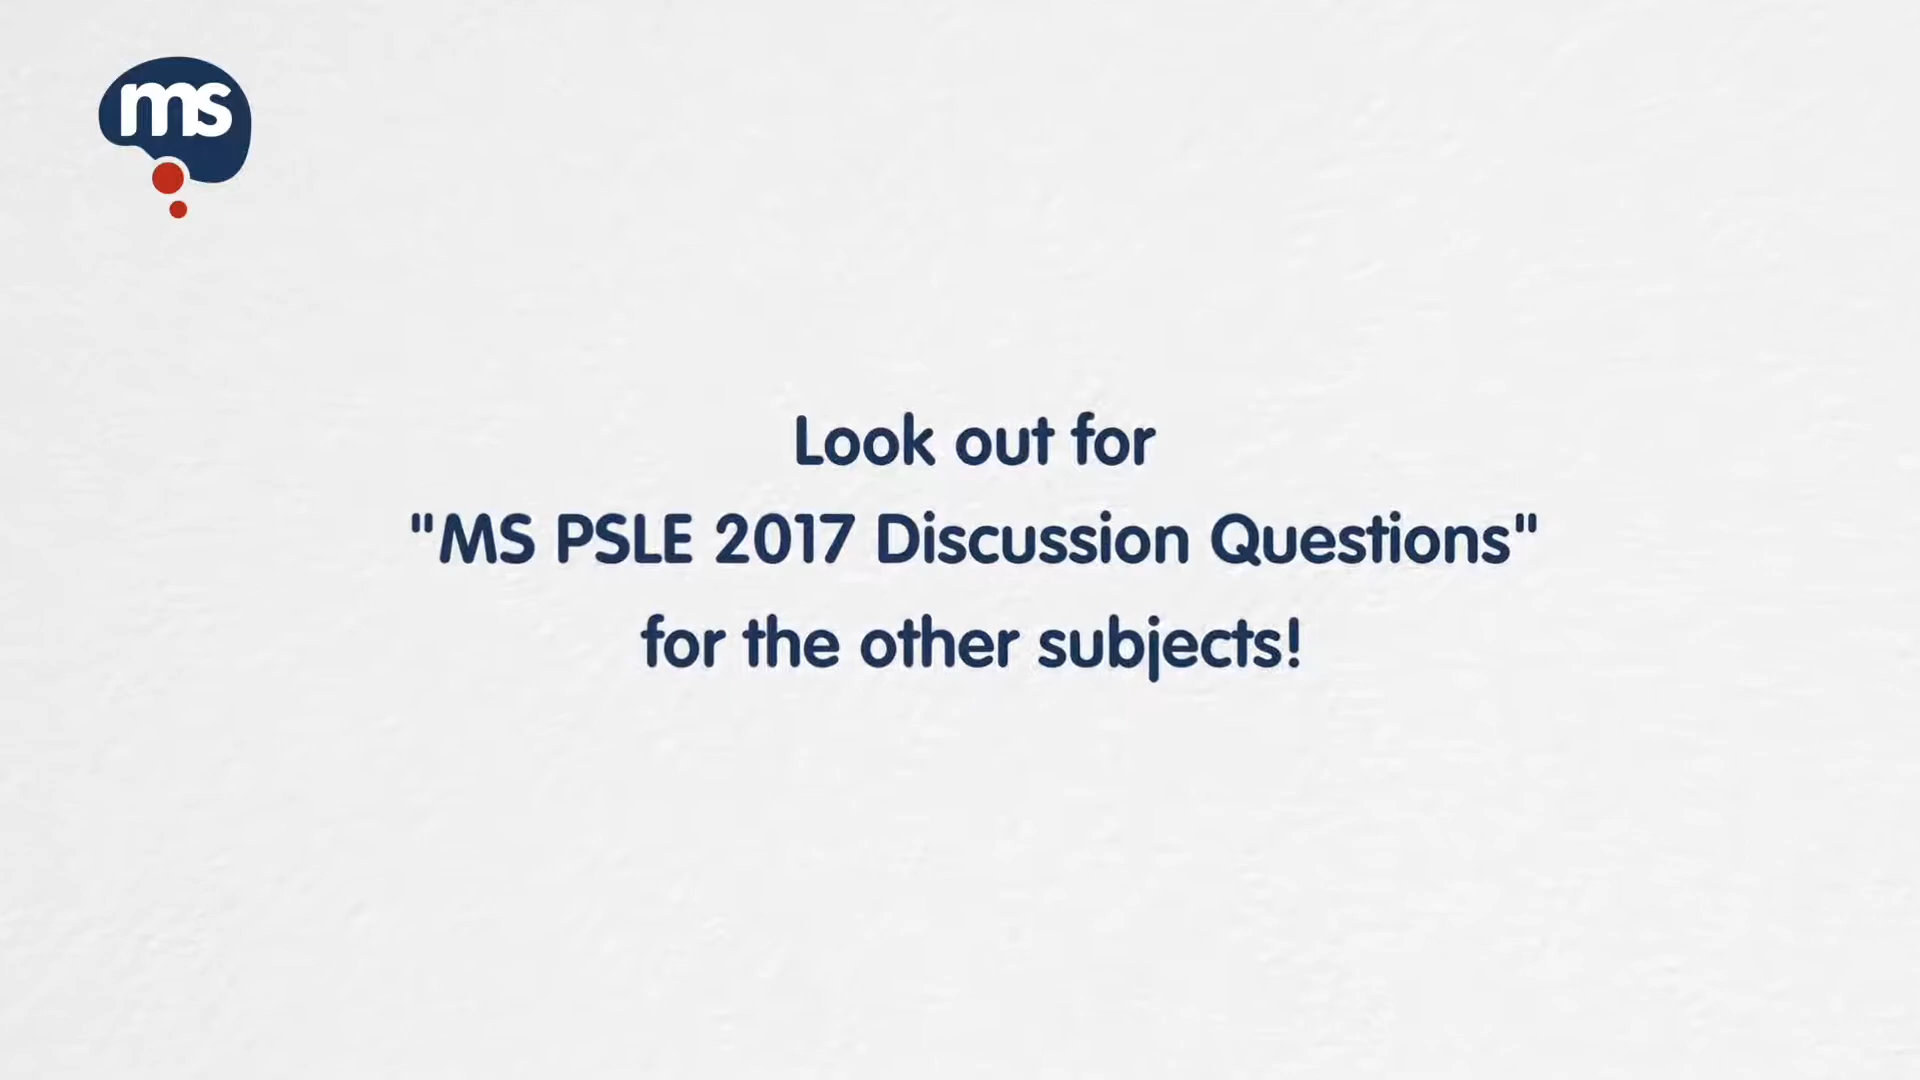 ms
Look out for
"MS PSLE 2017 Discussion Questions"
for the other subjects!